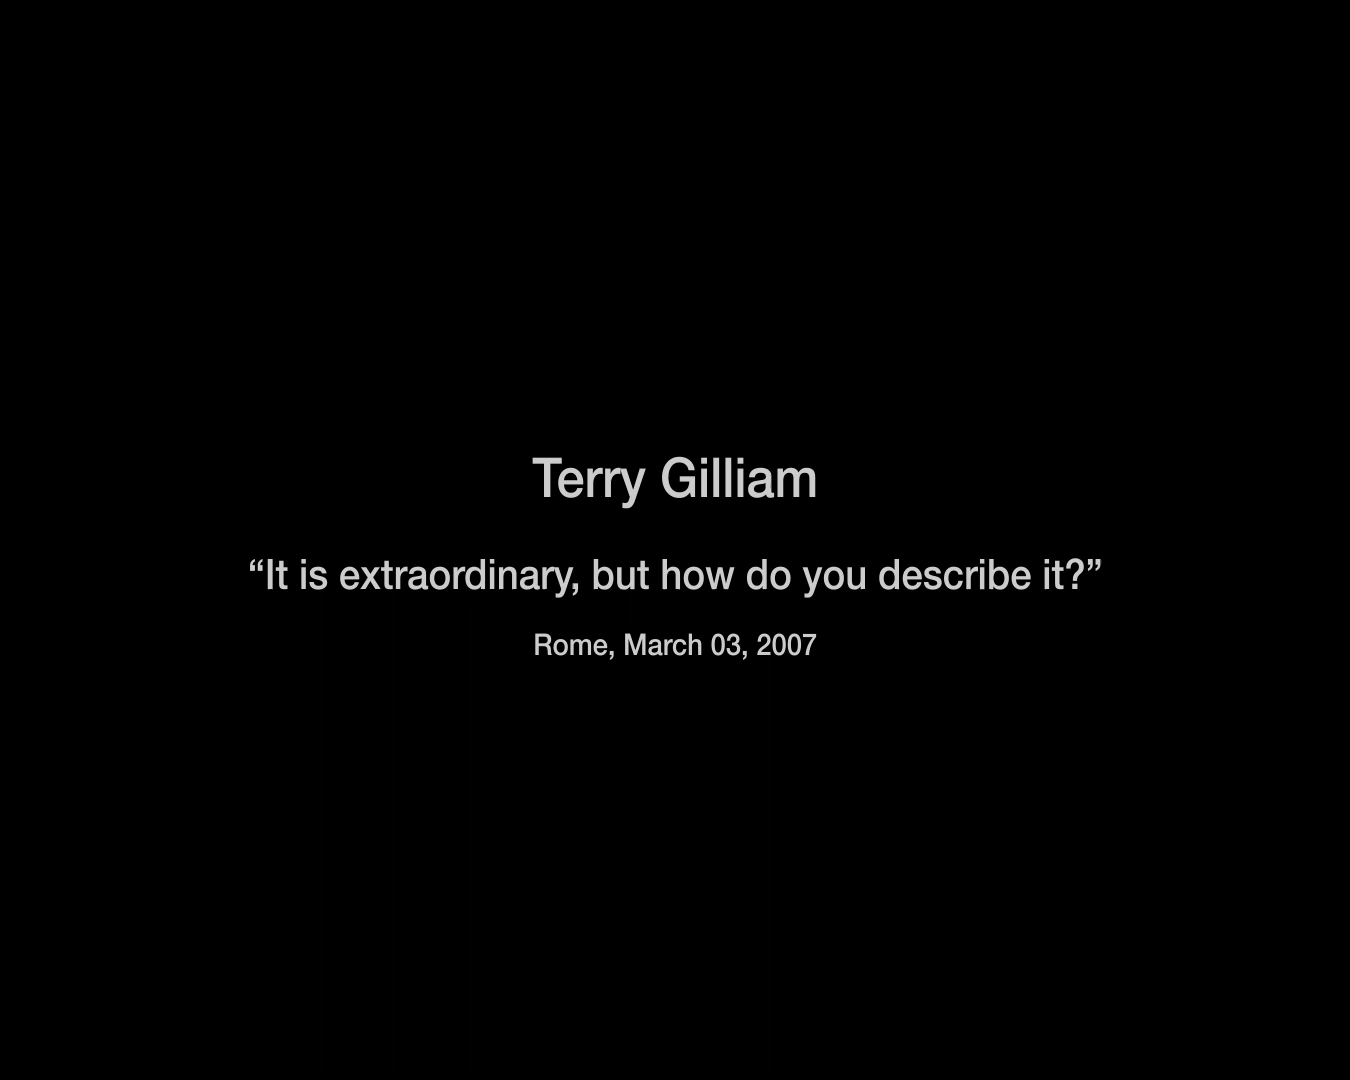 Terry Gilliam
“It is extraordinary, but how do you describe it?”
Rome, March 03, 2007